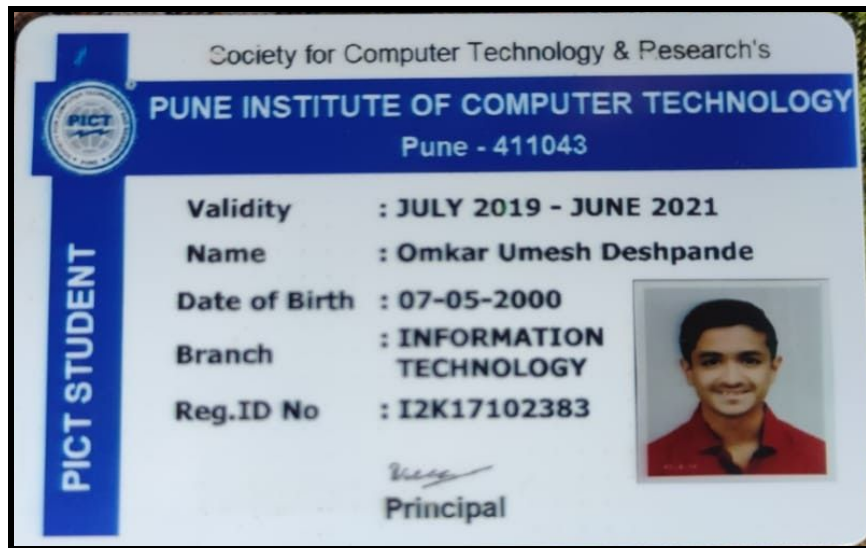 Society for Computer Technology & Research's
PICT
PUNE INSTITUTE OF COMPUTER TECHNOLOGY
Pune - 411043
PICT STUDENT
Validity : JULY 2019 - JUNE 2021
Name : Omkar Umesh Deshpande
Date of Birth : 07-05-2000
Branch : INFORMATION
TECHNOLOGY
Reg.ID No : I2K17102383
Principal